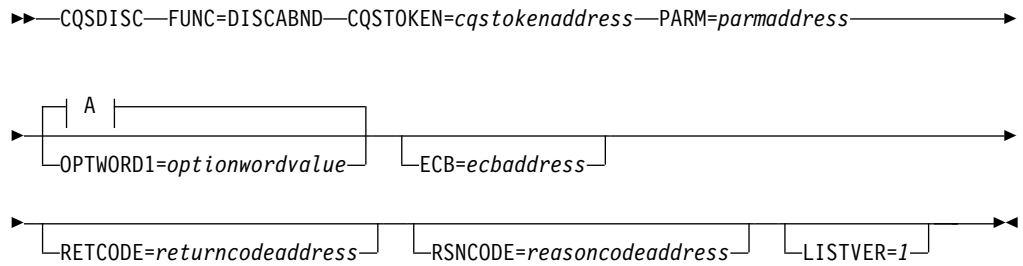 CQSDISC FUNC=DISCABND CQSTOKEN=cqstokenaddress PARM=parmaddress
A
OPTWORD1=optionwordvalue ECB=ecbaddress
RETCODE=returncodeaddress RSNCODE=reasoncodeaddress LISTVER=1